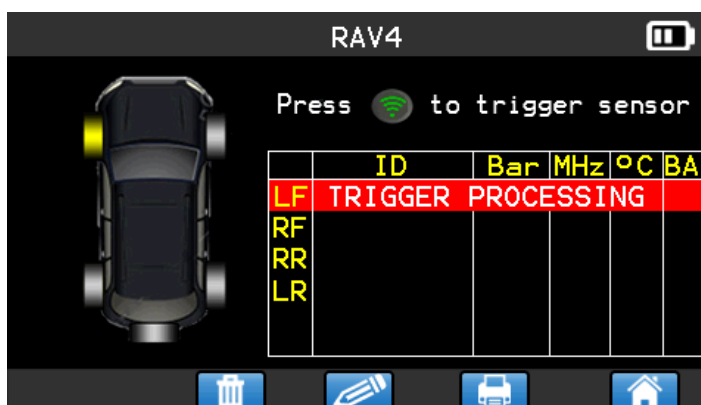 RAV4
Press to trigger sensor
ID Bar MHz °C BA
LF TRIGGER PROCESSING
RF
RR
LR